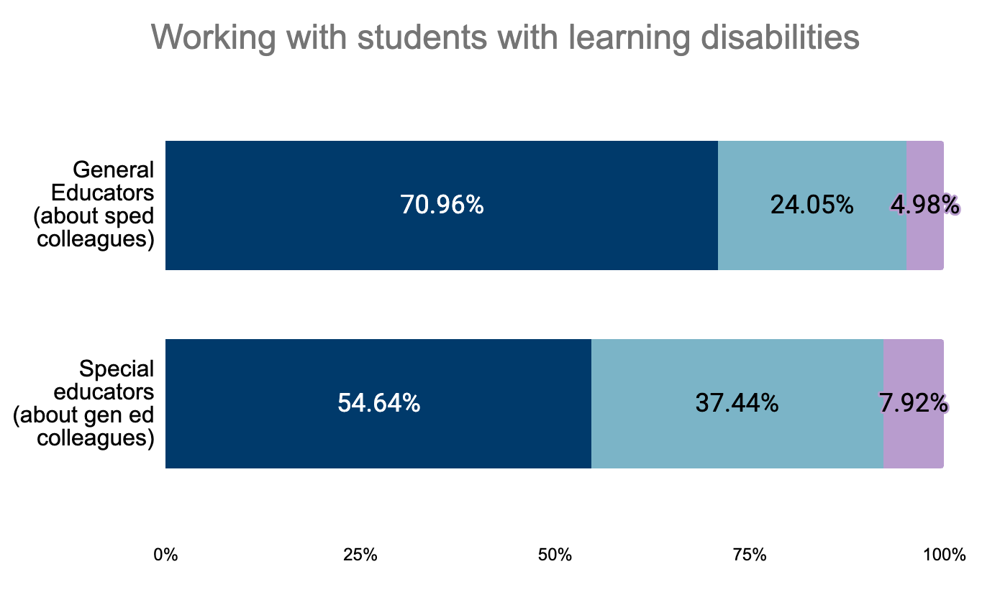 Working with students with learning disabilities
General
Educators
(about sped
colleagues)
70.96%
24.05%
4.98%
Special
educators
(about gen ed
colleagues)
54.64%
37.44%
7.92%
0%
25%
50%
75%
100%